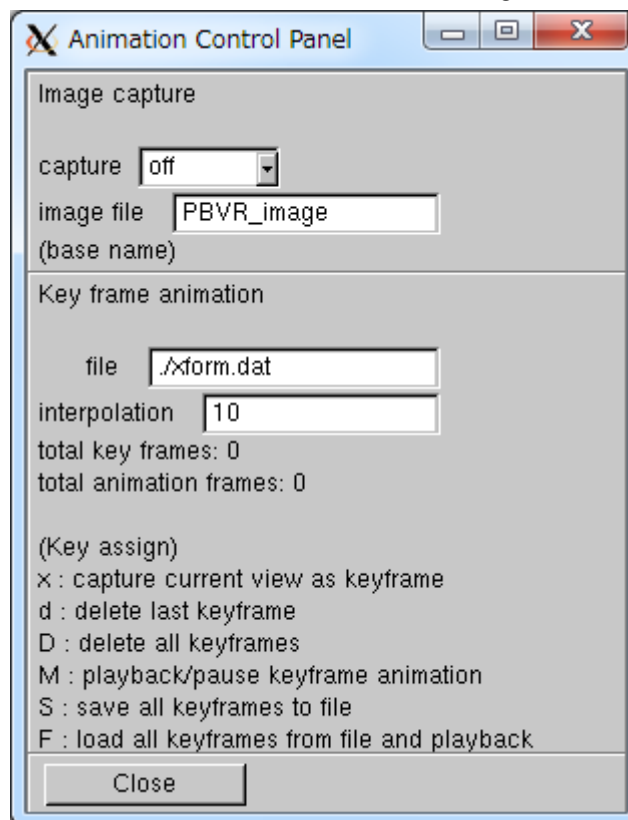 Animation Control Panel
Image capture
capture off
image file PBVR_image
(base name)
Key frame animation
file ./xform.dat
interpolation 10
total key frames: 0
total animation frames: 0
(Key assign)
x : capture current view as keyframe
d : delete last keyframe
D : delete all keyframes
M : playback/pause keyframe animation
S : save all keyframes to file
F : load all keyframes from file and playback
Close